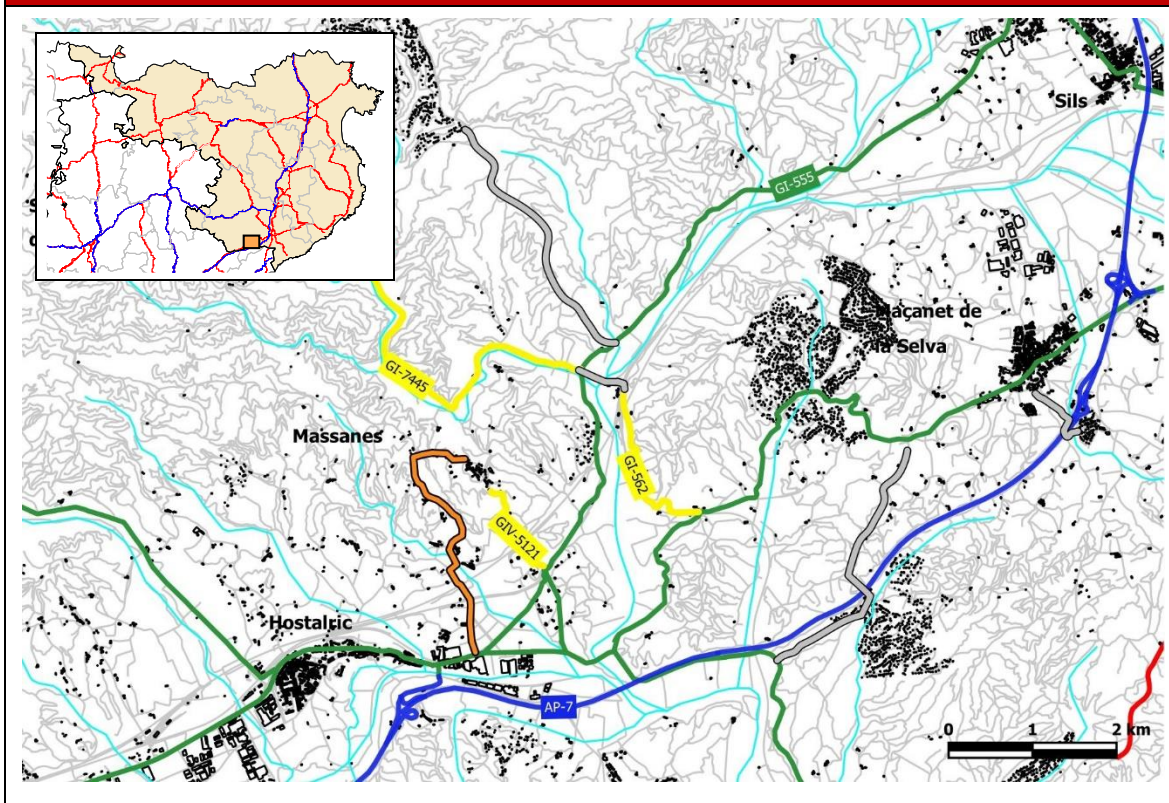 Sils
GI-555
Maçanet de
la Selva
GI-7445
Massanes
GI-562
GIV-5121
Hostalric
AP-7
0 1 2 km